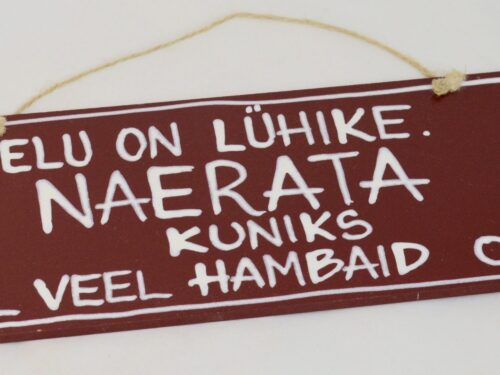 ELU ON LÜHIKE.
NAERATA
KUNIKS
VEEL HAMBAID